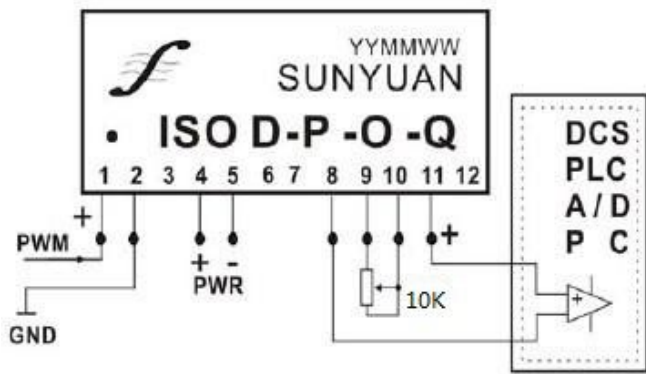 YYMMWW
SUNYUAN
· ISO D-P -O -Q
1 2 3 4 5 6 7 8 9 10 11 12
+
PWM
GND
+ -
PWR
+
10K
DCS
PLC
A/D
P C
+